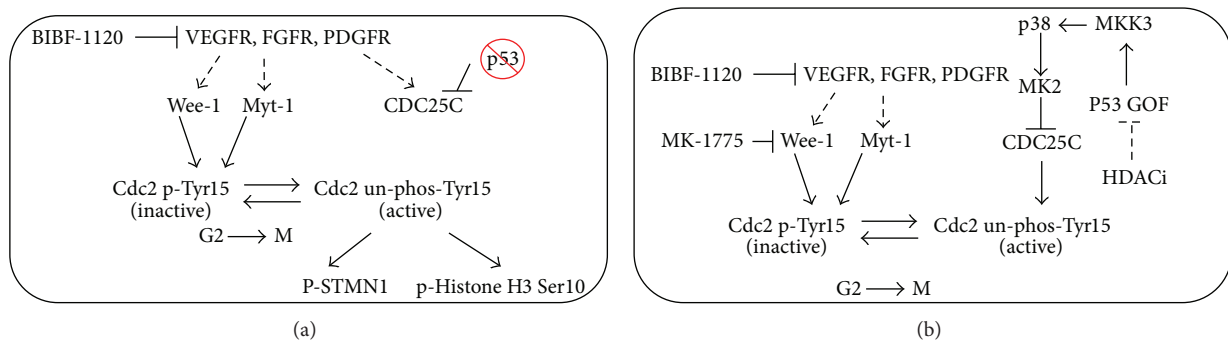 BIBF-1120
VEGFR, FGFR, PDGFR
p53
Wee-1
Myt-1
CDC25C
Cdc2 p-Tyr15
(inactive)
Cdc2 un-phos-Tyr15
(active)
G2
M
P-STMN1
p-Histone H3 Ser10
(a)
p38
MKK3
BIBF-1120
VEGFR, FGFR, PDGFR
MK2
P53 GOF
MK-1775
Wee-1
Myt-1
CDC25C
HDACi
Cdc2 p-Tyr15
(inactive)
Cdc2 un-phos-Tyr15
(active)
G2
M
(b)